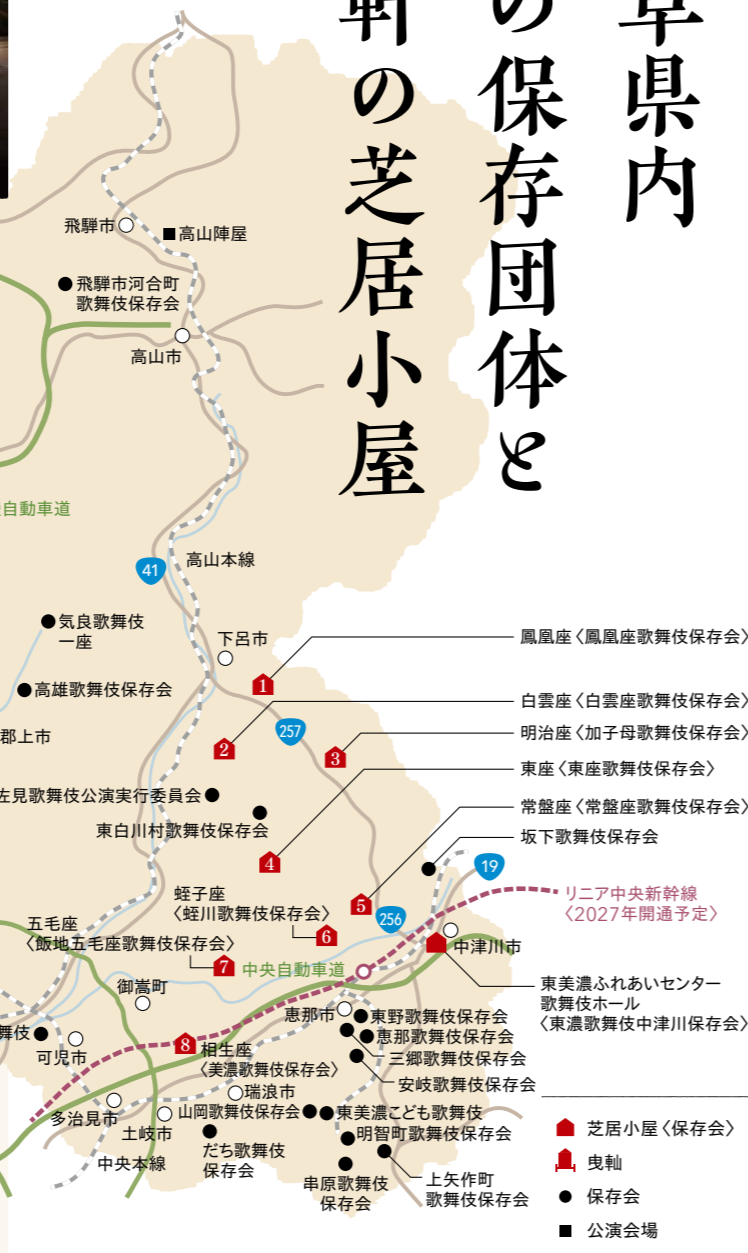 阜県内
の保存団体と
軒の芝居小屋
飛騨市
高山陣屋
飛騨市河合町
歌舞伎保存会
高山市
自動車道
41
高山本線
気良歌舞伎
一座
下呂市
高雄歌舞伎保存会
郡上市
1
鳳凰座〈鳳凰座歌舞伎保存会〉
2
白雲座〈白雲座歌舞伎保存会〉
257
3
明治座〈加子母歌舞伎保存会〉
東座〈東座歌舞伎保存会〉
佐見歌舞伎公演実行委員会
東白川村歌舞伎保存会
常盤座〈常盤座歌舞伎保存会〉
坂下歌舞伎保存会
4
19
5
256
リニア中央新幹線
〈2027年開通予定〉
蛭子座
〈蛭川歌舞伎保存会〉
6
五毛座
〈飯地五毛座歌舞伎保存会〉
7
中央自動車道
中津川市
東美濃ふれあいセンター
歌舞伎ホール
〈東濃歌舞伎中津川保存会〉
御嵩町
恵那市
東野歌舞伎保存会
恵那歌舞伎保存会
三郷歌舞伎保存会
安岐歌舞伎保存会
舞伎
可児市
8
相生座
〈美濃歌舞伎保存会〉
瑞浪市
多治見市
土岐市
山岡歌舞伎保存会
東美濃こども歌舞伎
明智町歌舞伎保存会
中央本線
だち歌舞伎
保存会
串原歌舞伎
保存会
上矢作町
歌舞伎保存会
芝居小屋〈保存会〉
曳軕
保存会
公演会場